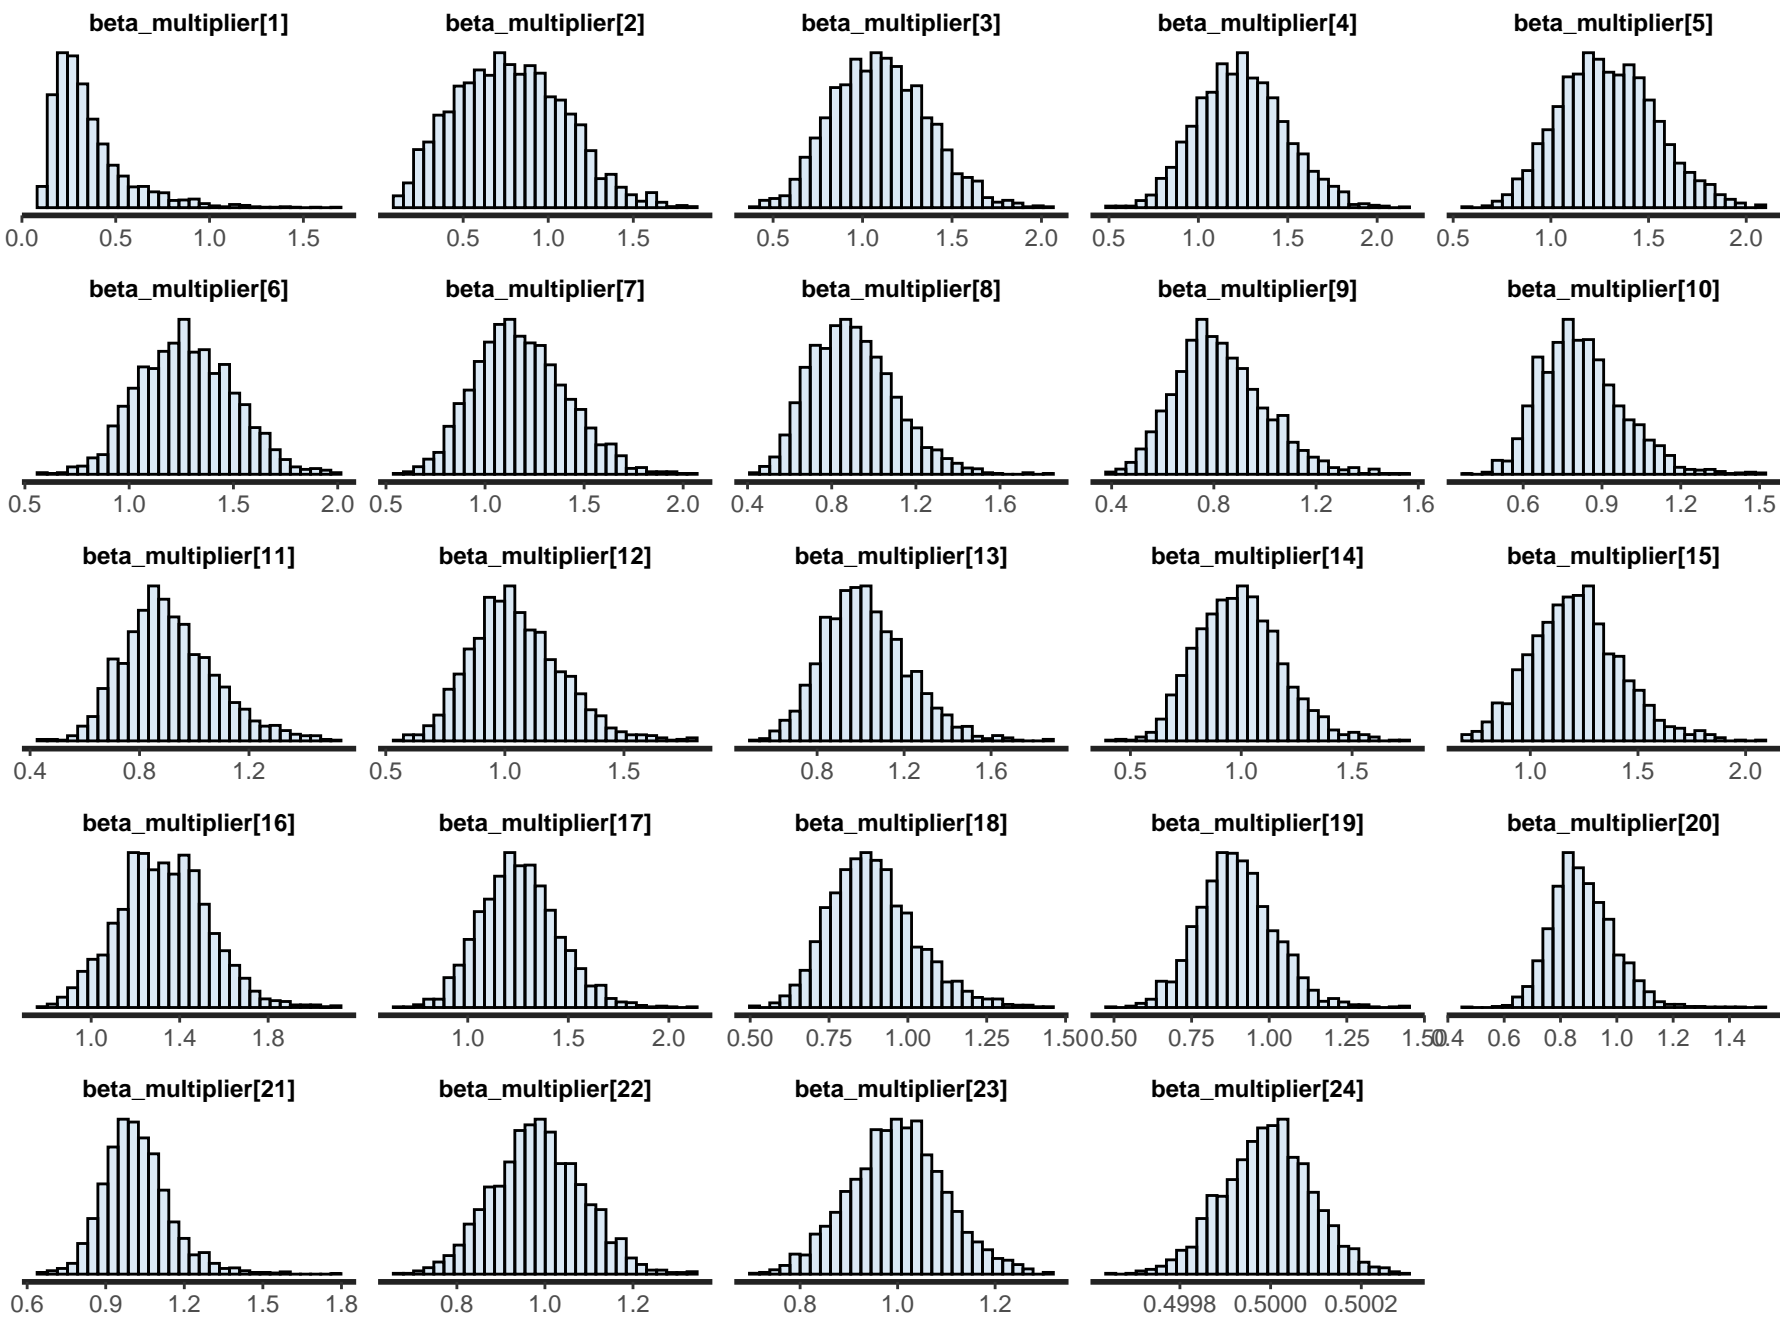 beta_multiplier[1] beta_multiplier[2] beta_multiplier[3] beta_multiplier[4] beta_multiplier[5]
0.0 0.5 1.0 1.5 0.5 1.0 1.5 0.5 1.0 1.5 2.0 0.5 1.0 1.5 2.0 0.5 1.0 1.5 2.0
beta_multiplier[6] beta_multiplier[7] beta_multiplier[8] beta_multiplier[9] beta_multiplier[10]
0.5 1.0 1.5 2.0 0.5 1.0 1.5 2.0 0.4 0.8 1.2 1.6 0.4 0.8 1.2 1.6 0.6 0.9 1.2 1.5
beta_multiplier[11] beta_multiplier[12] beta_multiplier[13] beta_multiplier[14] beta_multiplier[15]
0.4 0.8 1.2 0.5 1.0 1.5 0.8 1.2 1.6 0.5 1.0 1.5 1.0 1.5 2.0
beta_multiplier[16] beta_multiplier[17] beta_multiplier[18] beta_multiplier[19] beta_multiplier[20]
1.0 1.4 1.8 1.0 1.5 2.0 0.50 0.75 1.00 1.25 1.50 0.50 0.75 1.00 1.25 1.50 0.4 0.6 0.8 1.0 1.2 1.4
beta_multiplier[21] beta_multiplier[22] beta_multiplier[23] beta_multiplier[24]
0.6 0.9 1.2 1.5 1.8 0.8 1.0 1.2 0.8 1.0 1.2 0.4998 0.5000 0.5002